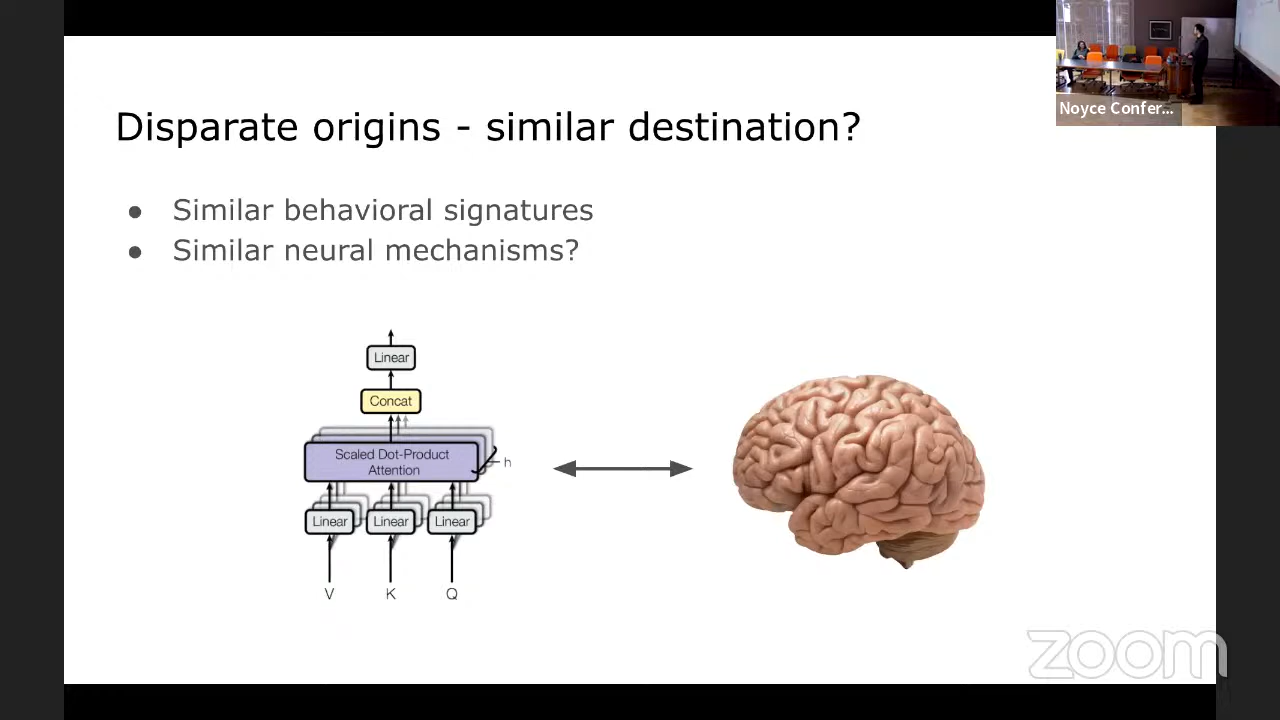 Disparate origins - similar destination?
● Similar behavioral signatures
● Similar neural mechanisms?
Linear
Concat
Scaled Dot-Product
Attention
h
Linear Linear Linear
V K Q
Noyce Confer...
zoom